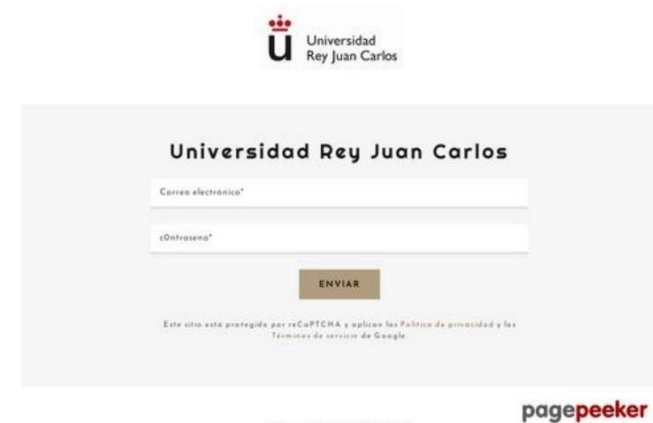 Universidad
Rey Juan Carlos
Universidad Rey Juan Carlos
Correo electrónico*
c0ntrasena*
ENVIAR
Este sitio está protegido por reCAPTCHA y aplican las Política de privacidad y los
Términos de servicio de Google.
pagepeeker